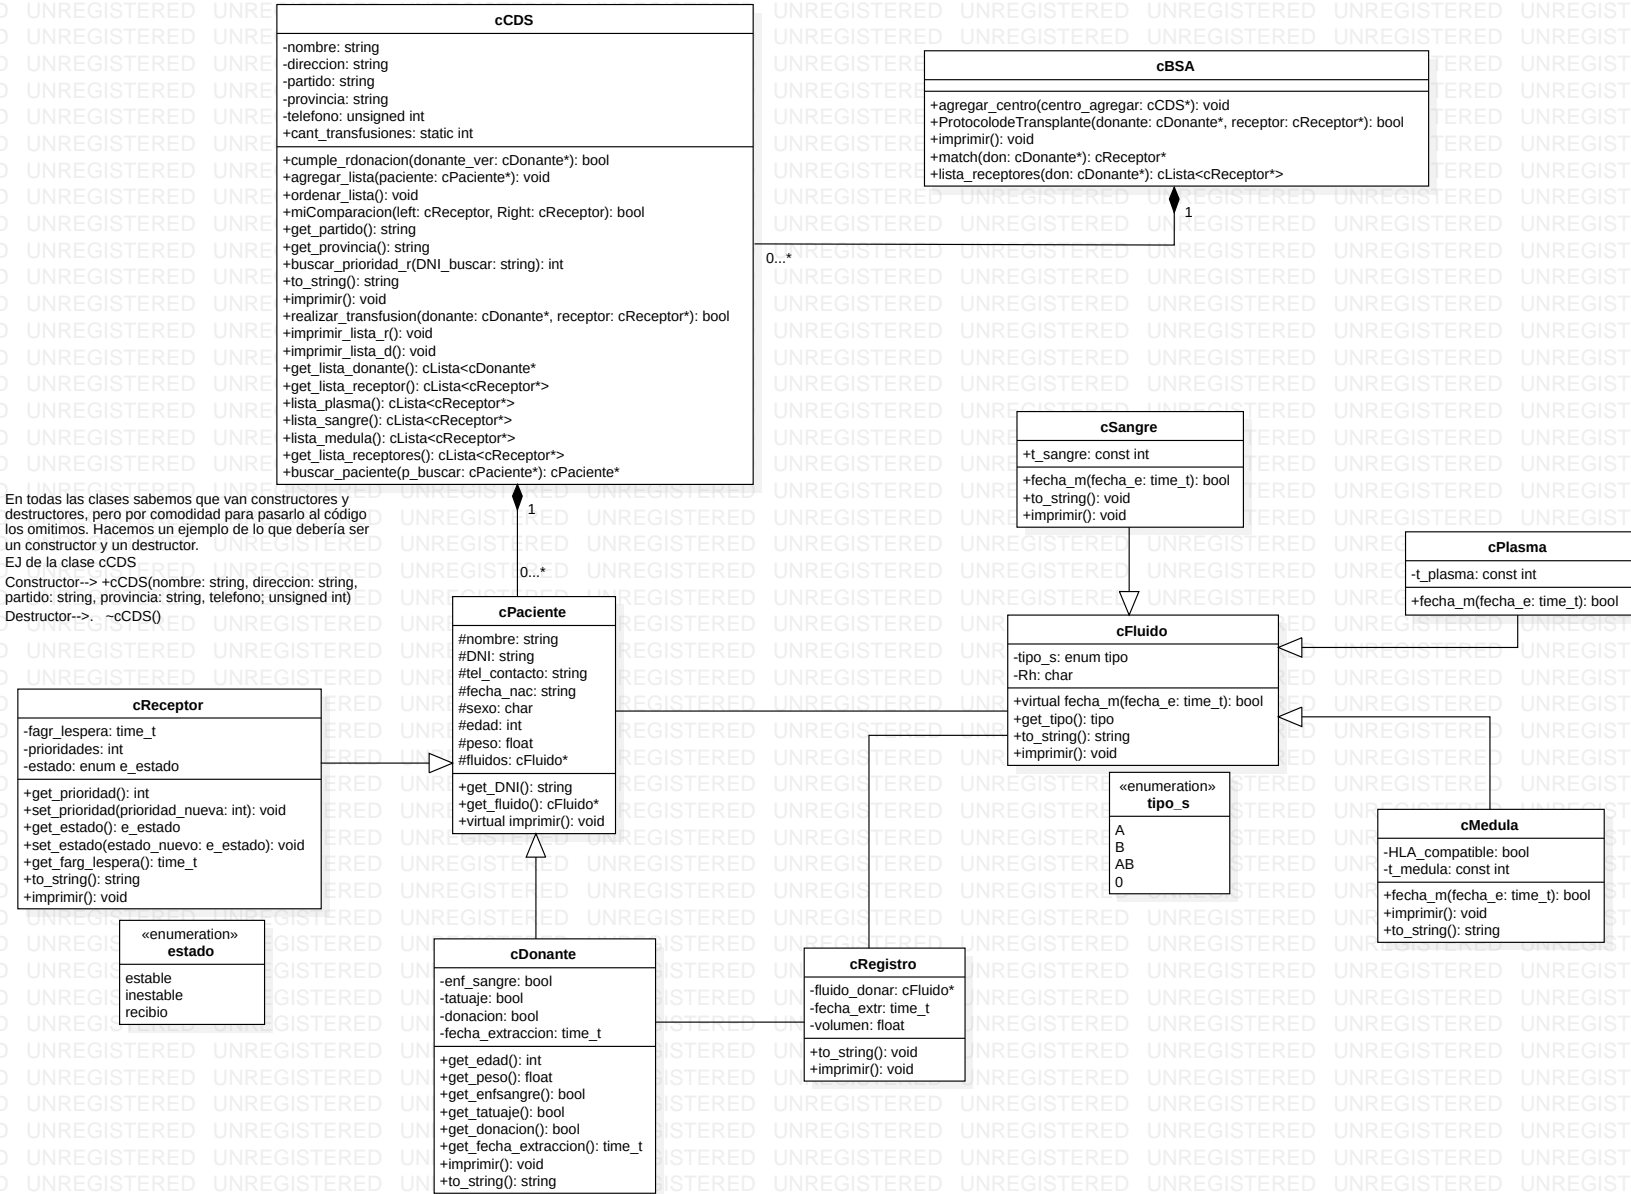 cCDS
-nombre: string
-direccion: string
-partido: string
-provincia: string
-telefono: unsigned int
+cant_transfusiones: static int
+cumple_rdonacion(donante_ver: cDonante*): bool
+agregar_lista(paciente: cPaciente*): void
+ordenar_lista(): void
+miComparacion(left: cReceptor, Right: cReceptor): bool
+get_partido(): string
+get_provincia(): string
+buscar_prioridad_r(DNI_buscar: string): int
+to_string(): string
+imprimir(): void
+realizar_transfusion(donante: cDonante*, receptor: cReceptor*): bool
+imprimir_lista_r(): void
+imprimir_lista_d(): void
+get_lista_donante(): cLista<cDonante*
+get_lista_receptor(): cLista<cReceptor*>
+lista_plasma(): cLista<cReceptor*>
+lista_sangre(): cLista<cReceptor*>
+lista_medula(): cLista<cReceptor*>
+get_lista_receptores(): cLista<cReceptor*>
+buscar_paciente(p_buscar: cPaciente*): cPaciente*
cBSA
+agregar_centro(centro_agregar: cCDS*): void
+ProtocolodeTransplante(donante: cDonante*, receptor: cReceptor*): bool
+imprimir(): void
+match(don: cDonante*): cReceptor*
+lista_receptores(don: cDonante*): cLista<cReceptor*>
1
0...*
1
0...*
En todas las clases sabemos que van constructores y
destructores, pero por comodidad para pasarlo al código
los omitimos. Hacemos un ejemplo de lo que debería ser
un constructor y un destructor.
EJ de la clase cCDS
Constructor--> +cCDS(nombre: string, direccion: string,
partido: string, provincia: string, telefono; unsigned int)
Destructor-->.   ~cCDS()
cSangre
+t_sangre: const int
+fecha_m(fecha_e: time_t): bool
+to_string(): void
+imprimir(): void
cPlasma
-t_plasma: const int
+fecha_m(fecha_e: time_t): bool
cPaciente
#nombre: string
#DNI: string
#tel_contacto: string
#fecha_nac: string
#sexo: char
#edad: int
#peso: float
#fluidos: cFluido*
+get_DNI(): string
+get_fluido(): cFluido*
+virtual imprimir(): void
cFluido
-tipo_s: enum tipo
-Rh: char
+virtual fecha_m(fecha_e: time_t): bool
+get_tipo(): tipo
+to_string(): string
+imprimir(): void
cReceptor
-fagr_lespera: time_t
-prioridades: int
-estado: enum e_estado
+get_prioridad(): int
+set_prioridad(prioridad_nueva: int): void
+get_estado(): e_estado
+set_estado(estado_nuevo: e_estado): void
+get_farg_lespera(): time_t
+to_string(): string
+imprimir(): void
«enumeration»
tipo_s
A
B
AB
0
cMedula
-HLA_compatible: bool
-t_medula: const int
+fecha_m(fecha_e: time_t): bool
+imprimir(): void
+to_string(): string
«enumeration»
estado
estable
inestable
recibio
cDonante
-enf_sangre: bool
-tatuaje: bool
-donacion: bool
-fecha_extraccion: time_t
+get_edad(): int
+get_peso(): float
+get_enfsangre(): bool
+get_tatuaje(): bool
+get_donacion(): bool
+get_fecha_extraccion(): time_t
+imprimir(): void
+to_string(): string
cRegistro
-fluido_donar: cFluido*
-fecha_extr: time_t
-volumen: float
+to_string(): void
+imprimir(): void